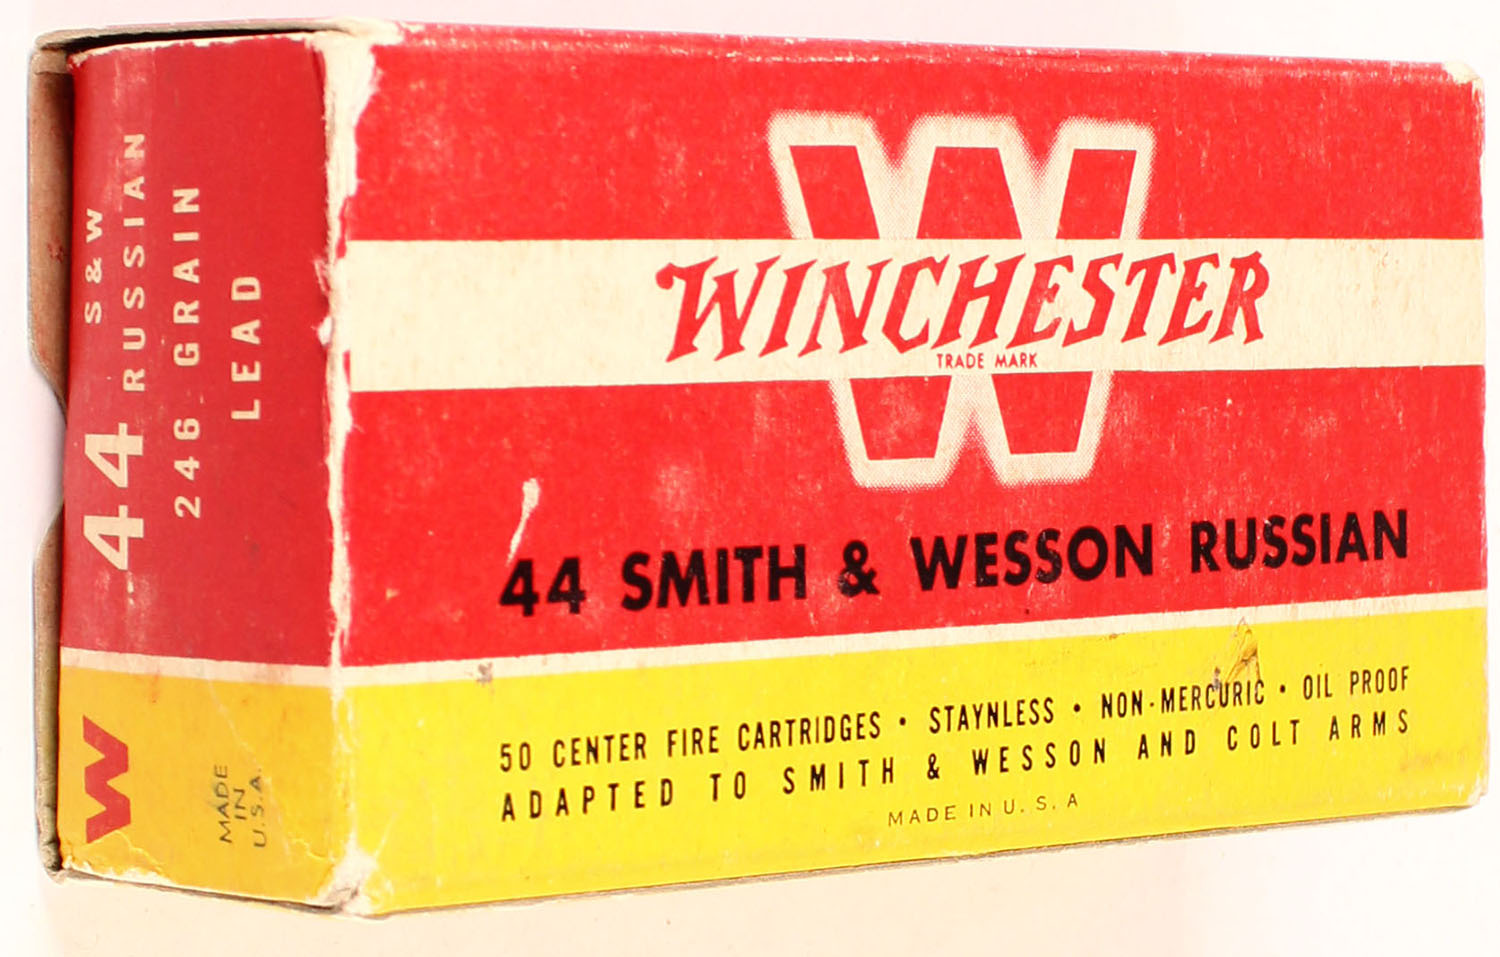 S & W
44 RUSSIAN
246 GRAIN
LEAD
W
MADE
IN
U.S.A.
W
WINCHESTER
TRADE MARK
44 SMITH & WESSON RUSSIAN
50 CENTER FIRE CARTRIDGES • STAYNLESS • NON-MERCURIC • OIL PROOF
ADAPTED TO SMITH & WESSON AND COLT ARMS
MADE IN U. S. A